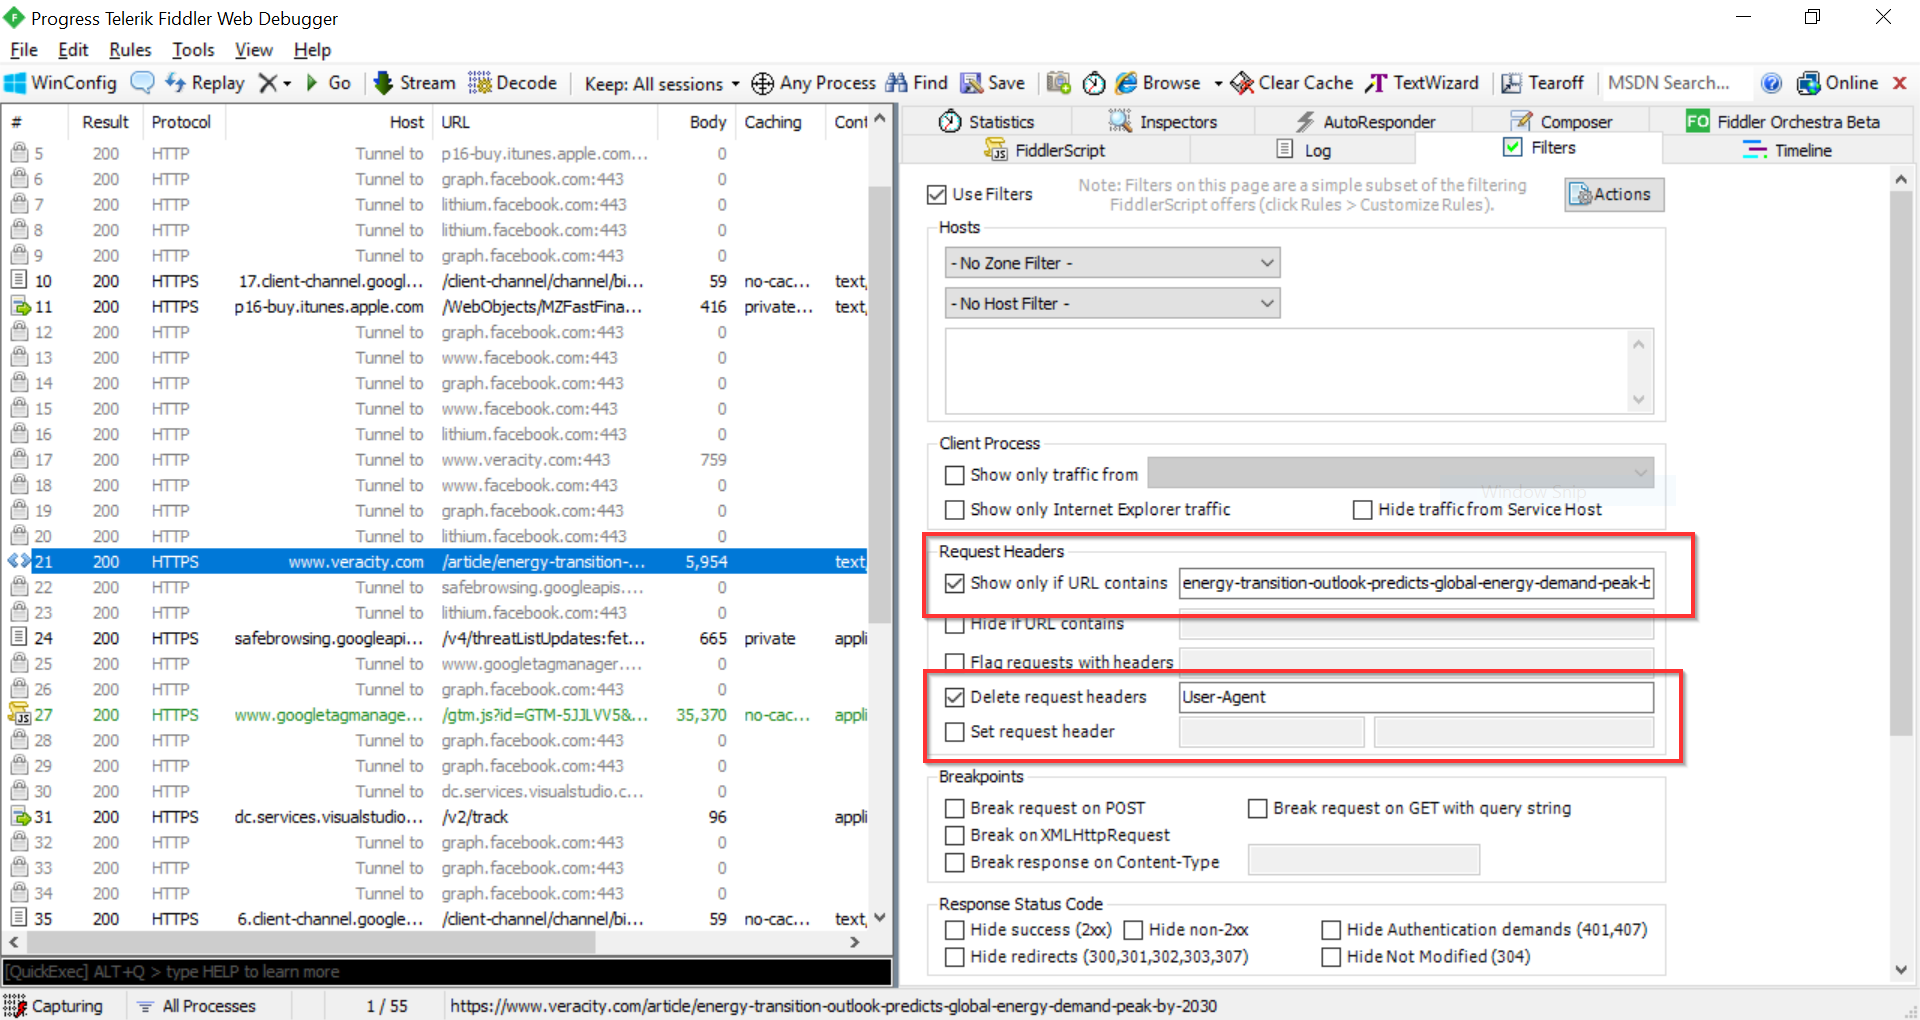 Progress Telerik Fiddler Web Debugger
File Edit Rules Tools View Help
WinConfig Replay Go Stream Decode Keep: All sessions Any Process Find Save Browse Clear Cache TextWizard Tearoff MSDN Search... Online
# Result Protocol Host URL Body Caching Cont
5 200 HTTP Tunnel to p16-buy.itunes.apple.com... 0
6 200 HTTP Tunnel to graph.facebook.com:443 0
7 200 HTTP Tunnel to lithium.facebook.com:443 0
8 200 HTTP Tunnel to lithium.facebook.com:443 0
9 200 HTTP Tunnel to graph.facebook.com:443 0
10 200 HTTPS 17.client-channel.googl... /client-channel/channel/bi... 59 no-cac... text,
11 200 HTTPS p16-buy.itunes.apple.com /WebObjects/MZFastFina... 416 private... text,
12 200 HTTP Tunnel to graph.facebook.com:443 0
13 200 HTTP Tunnel to www.facebook.com:443 0
14 200 HTTP Tunnel to graph.facebook.com:443 0
15 200 HTTP Tunnel to www.facebook.com:443 0
16 200 HTTP Tunnel to lithium.facebook.com:443 0
17 200 HTTP Tunnel to www.veracity.com:443 759
18 200 HTTP Tunnel to www.facebook.com:443 0
19 200 HTTP Tunnel to graph.facebook.com:443 0
20 200 HTTP Tunnel to lithium.facebook.com:443 0
21 200 HTTPS www.veracity.com /article/energy-transition-... 5,954 text,
22 200 HTTP Tunnel to safebrowsing.googleapis.... 0
23 200 HTTP Tunnel to lithium.facebook.com:443 0
24 200 HTTPS safebrowsing.googleapi... /v4/threatListUpdates:fet... 665 private appli
25 200 HTTP Tunnel to www.googletagmanager.... 0
26 200 HTTP Tunnel to graph.facebook.com:443 0
JS 27 200 HTTPS www.googletagmanage... /gtm.js?id=GTM-5JJLVV5&... 35,370 no-cac... appli
28 200 HTTP Tunnel to graph.facebook.com:443 0
29 200 HTTP Tunnel to graph.facebook.com:443 0
30 200 HTTP Tunnel to dc.services.visualstudio.c... 0
31 200 HTTPS dc.services.visualstudio... /v2/track 96 appli
32 200 HTTP Tunnel to graph.facebook.com:443 0
33 200 HTTP Tunnel to graph.facebook.com:443 0
34 200 HTTP Tunnel to graph.facebook.com:443 0
35 200 HTTPS 6.client-channel.google... /client-channel/channel/bi... 59 no-cac... text,
[QuickExec] ALT+Q > type HELP to learn more
Statistics Inspectors AutoResponder Composer FO Fiddler Orchestra Beta
JS FiddlerScript Log Filters Timeline
Use Filters
Note: Filters on this page are a simple subset of the filtering
FiddlerScript offers (click Rules > Customize Rules).
Actions
Hosts
- No Zone Filter -
- No Host Filter -
Client Process
Show only traffic from
Window Snip
Show only Internet Explorer traffic Hide traffic from Service Host
Request Headers
Show only if URL contains energy-transition-outlook-predicts-global-energy-demand-peak-b
Hide if URL contains
Flag requests with headers
Delete request headers User-Agent
Set request header
Breakpoints
Break request on POST Break request on GET with query string
Break on XMLHttpRequest
Break response on Content-Type
Response Status Code
Hide success (2xx) Hide non-2xx Hide Authentication demands (401,407)
Hide redirects (300,301,302,303,307) Hide Not Modified (304)
Capturing All Processes 1 / 55 https://www.veracity.com/article/energy-transition-outlook-predicts-global-energy-demand-peak-by-2030